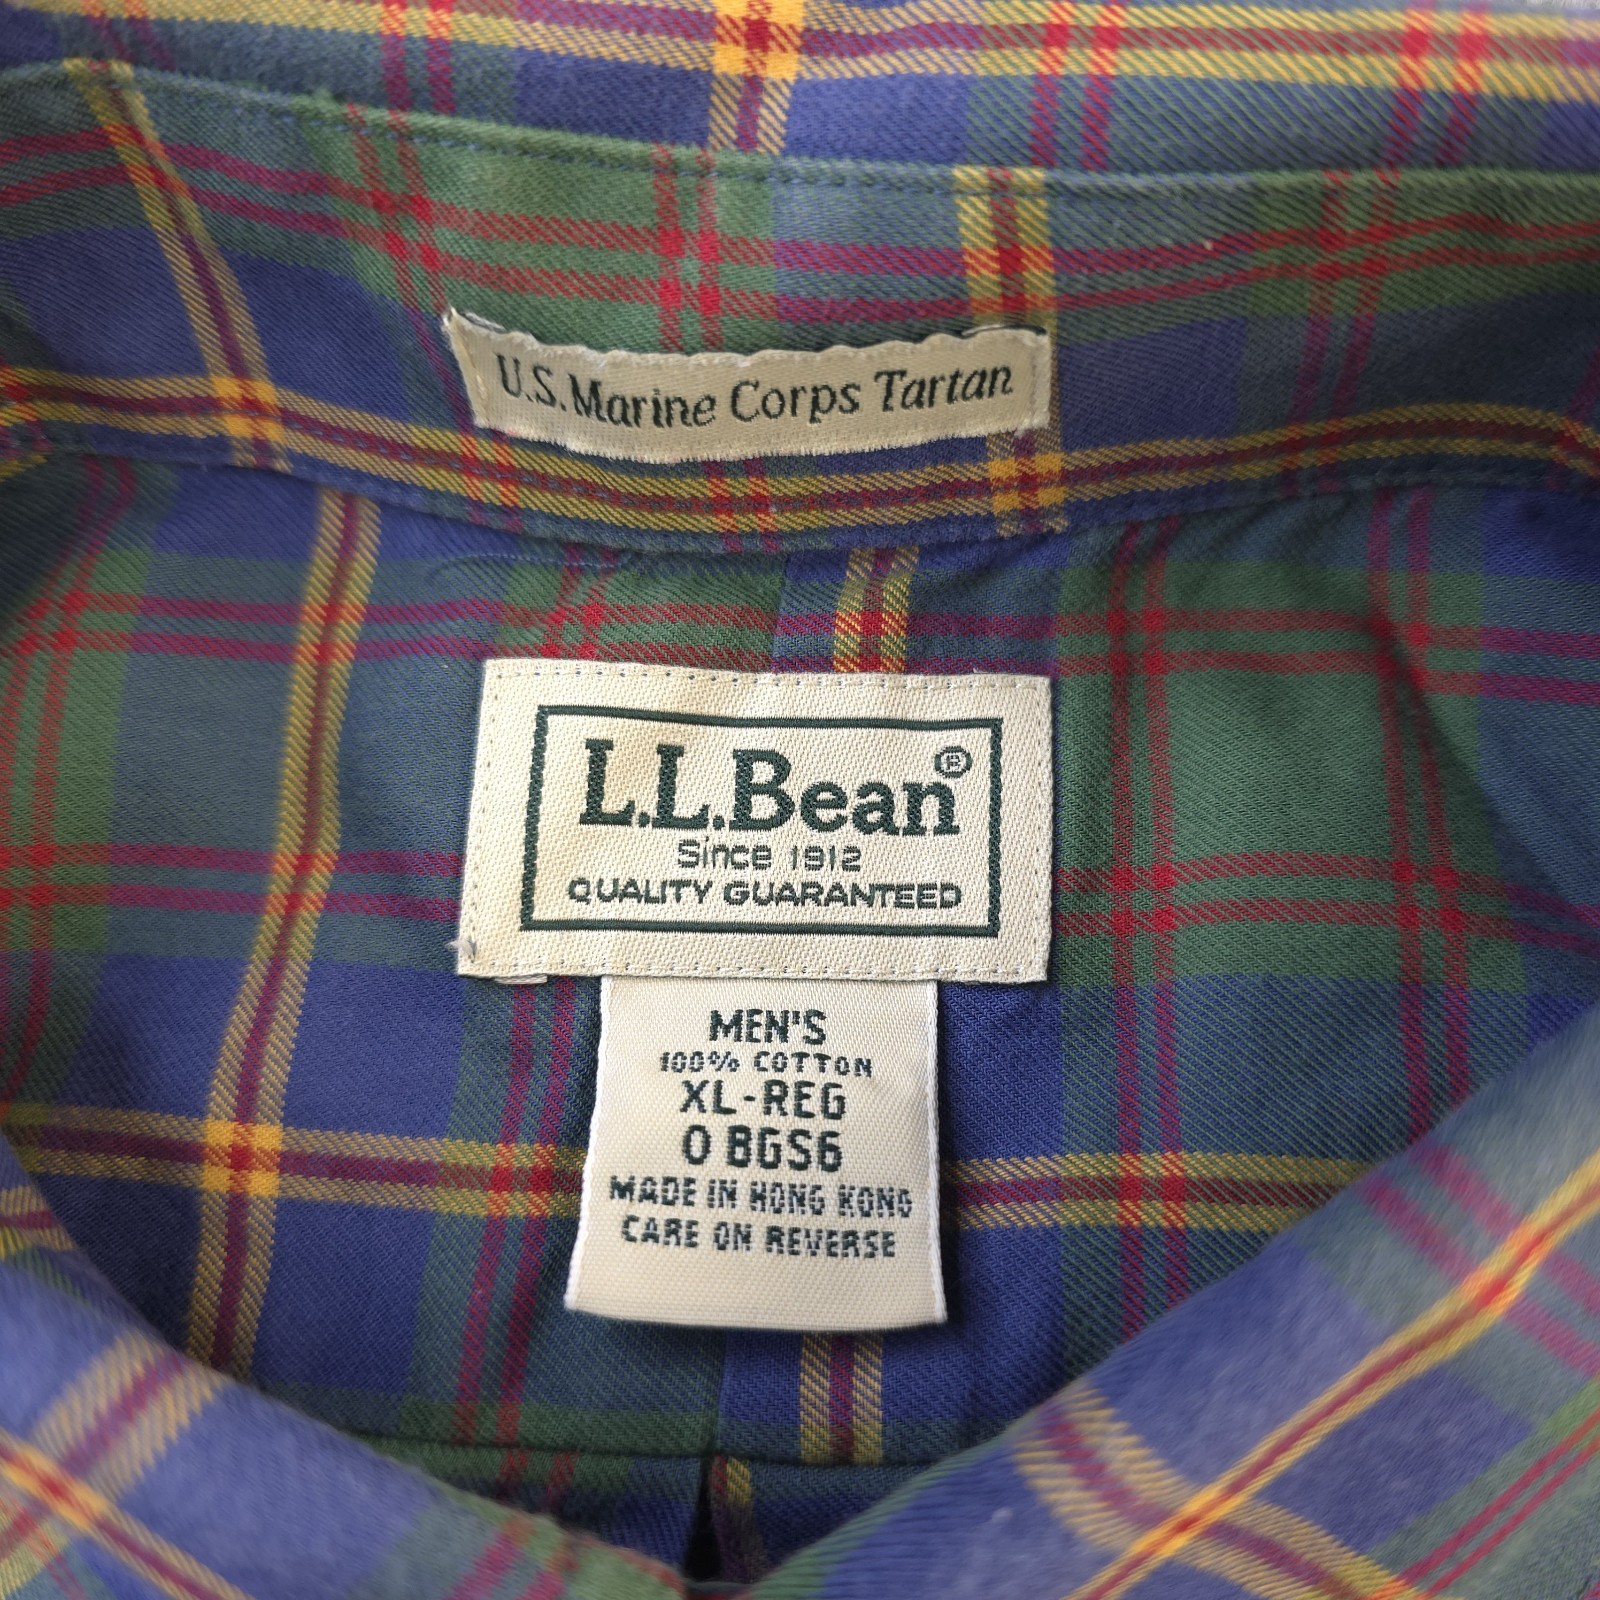 U.S. Marine Corps Tartan
L.L.Bean®
Since 1912
QUALITY GUARANTEED
MEN'S
100% COTTON
XL-REG
0 BGS6
MADE IN HONG KONG
CARE ON REVERSE